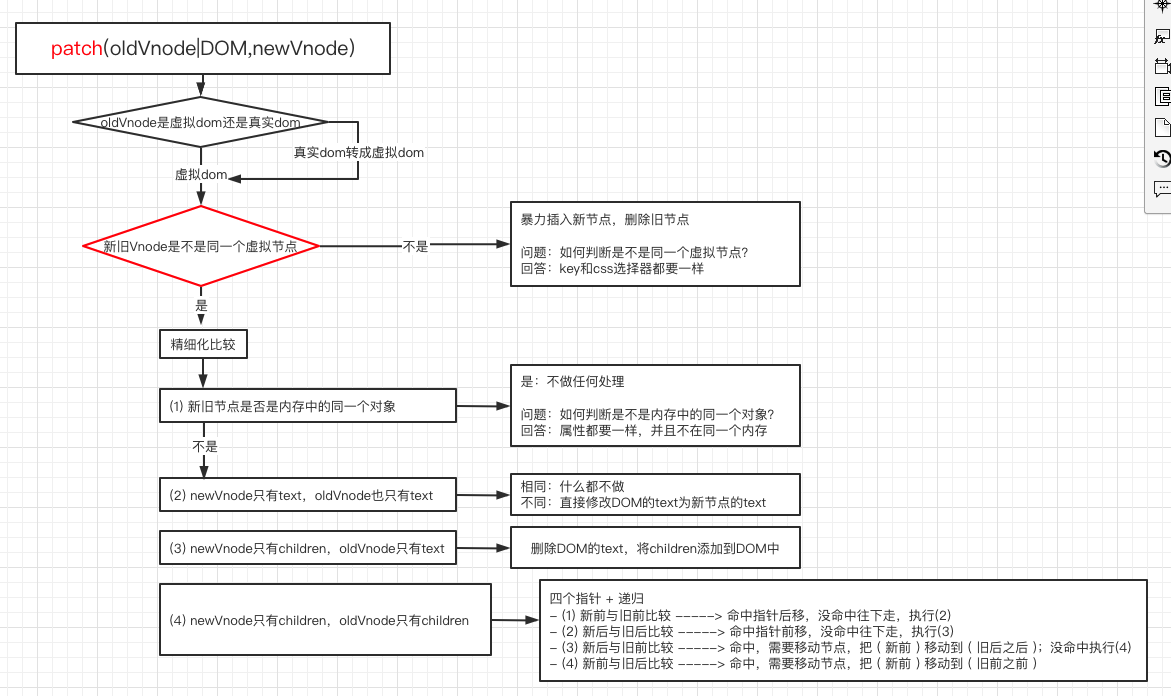 patch(oldVnode|DOM,newVnode)
oldVnode是虚拟dom还是真实dom
真实dom转成虚拟dom
虚拟dom
新旧Vnode是不是同一个虚拟节点
不是
暴力插入新节点，删除旧节点
问题：如何判断是不是同一个虚拟节点?
回答：key和css选择器都要一样
是
精细化比较
(1) 新旧节点是否是内存中的同一个对象
是：不做任何处理
问题：如何判断是不是内存中的同一个对象?
回答：属性都要一样，并且不在同一个内存
不是
(2) newVnode只有text，oldVnode也只有text
相同：什么都不做
不同：直接修改DOM的text为新节点的text
(3) newVnode只有children，oldVnode只有text
删除DOM的text，将children添加到DOM中
(4) newVnode只有children，oldVnode只有children
四个指针 + 递归
- (1) 新前与旧前比较 -----> 命中指针后移，没命中往下走，执行(2)
- (2) 新后与旧后比较 -----> 命中指针前移，没命中往下走，执行(3)
- (3) 新后与旧前比较 -----> 命中，需要移动节点，把 ( 新前 ) 移动到 ( 旧后之后 )；没命中执行(4)
- (4) 新前与旧后比较 -----> 命中，需要移动节点，把 ( 新前 ) 移动到 ( 旧前之前 )